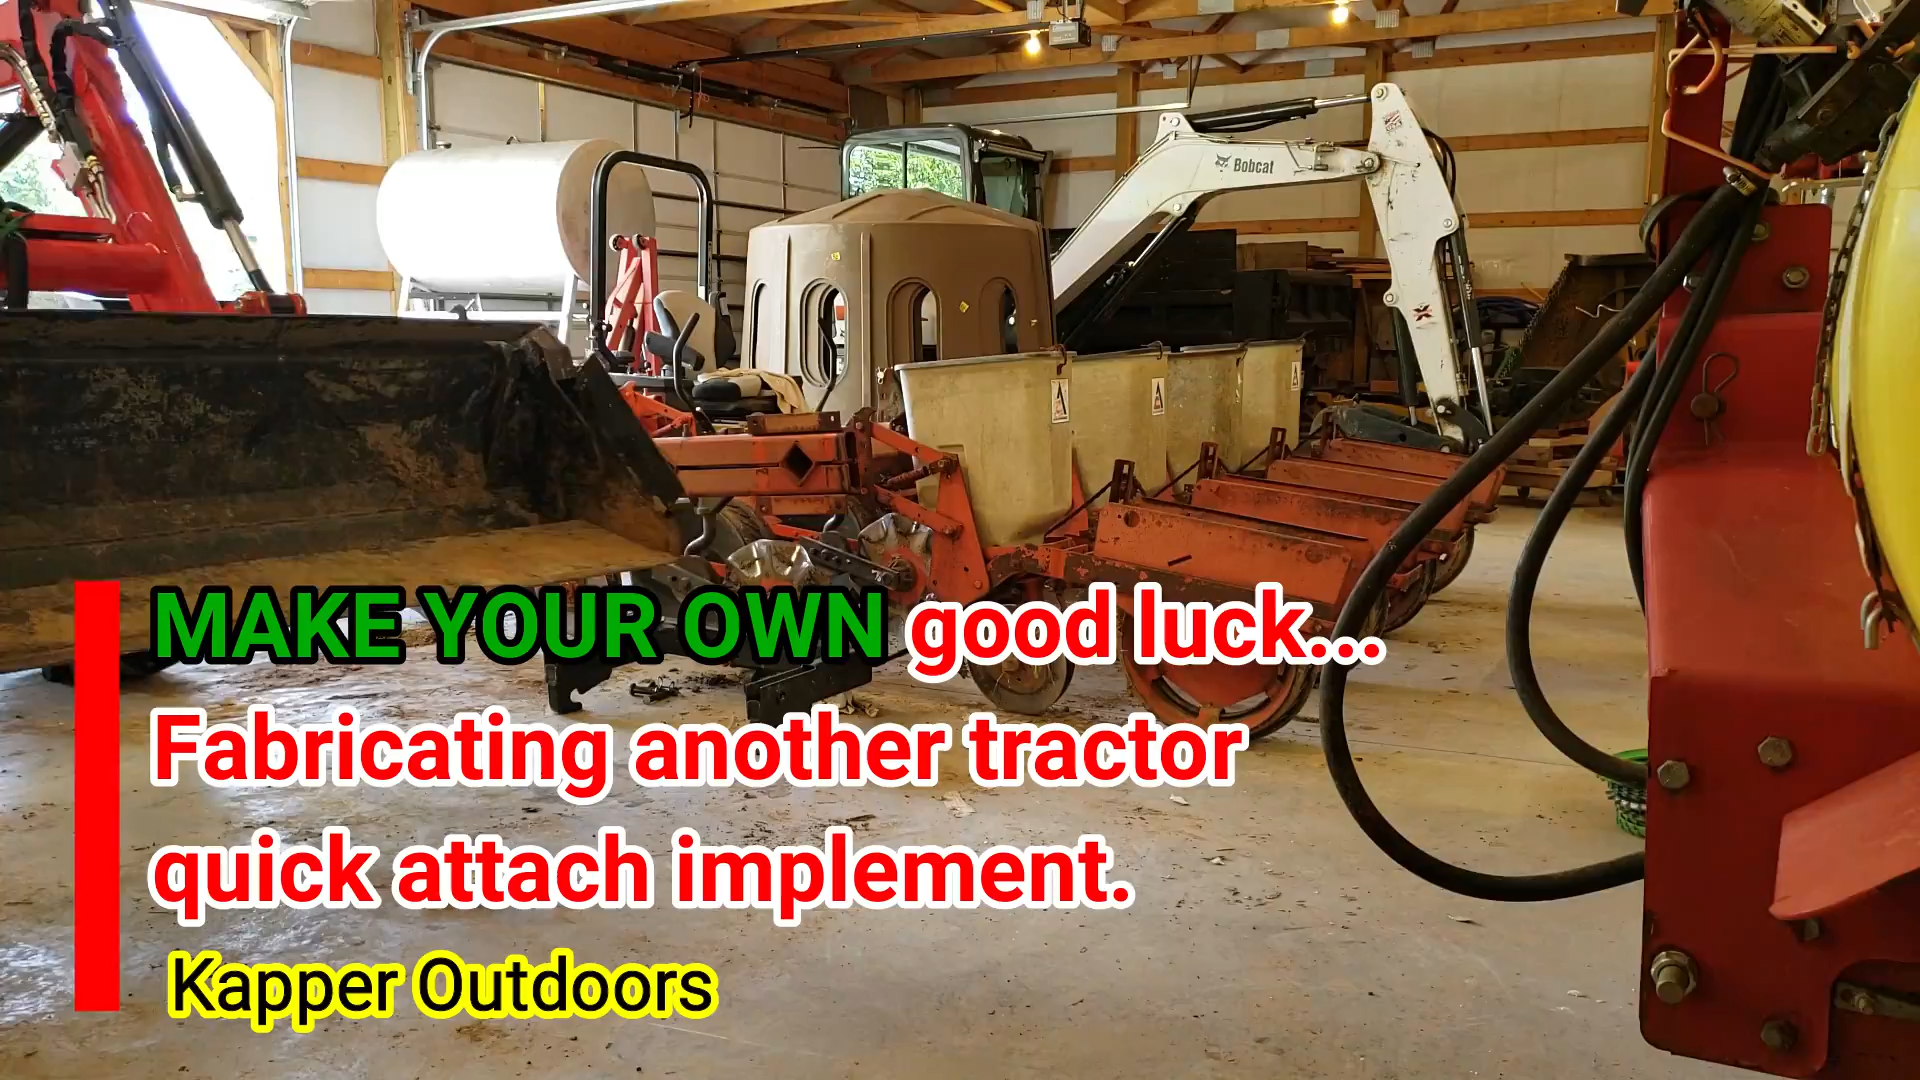 Bobcat
MAKE YOUR OWN good luck...
Fabricating another tractor
quick attach implement.
Kapper Outdoors